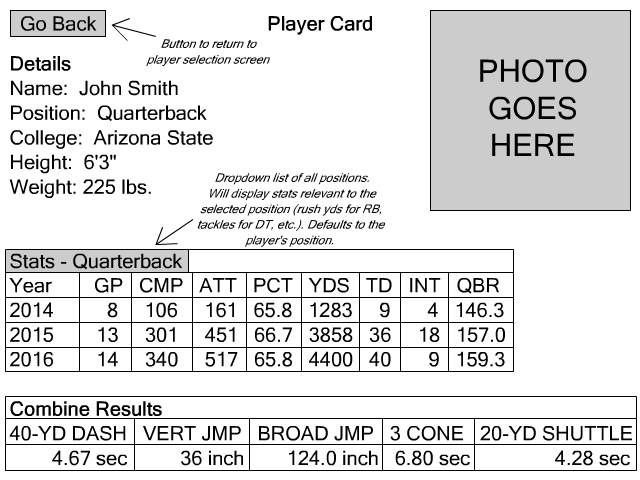 Go Back
Player Card
Button to return to
player selection screen
PHOTO
GOES
HERE
Details
Name: John Smith
Position: Quarterback
College: Arizona State
Height: 6'3"
Weight: 225 lbs.
Dropdown list of all positions.
Will display stats relevant to the
selected position (rush yds for RB,
tackles for DT, etc.). Defaults to the
player's position.
Stats - Quarterback
Year GP CMP ATT PCT YDS TD INT QBR
2014 8 106 161 65.8 1283 9 4 146.3
2015 13 301 451 66.7 3858 36 18 157.0
2016 14 340 517 65.8 4400 40 9 159.3
Combine Results
40-YD DASH VERT JMP BROAD JMP 3 CONE 20-YD SHUTTLE
4.67 sec 36 inch 124.0 inch 6.80 sec 4.28 sec